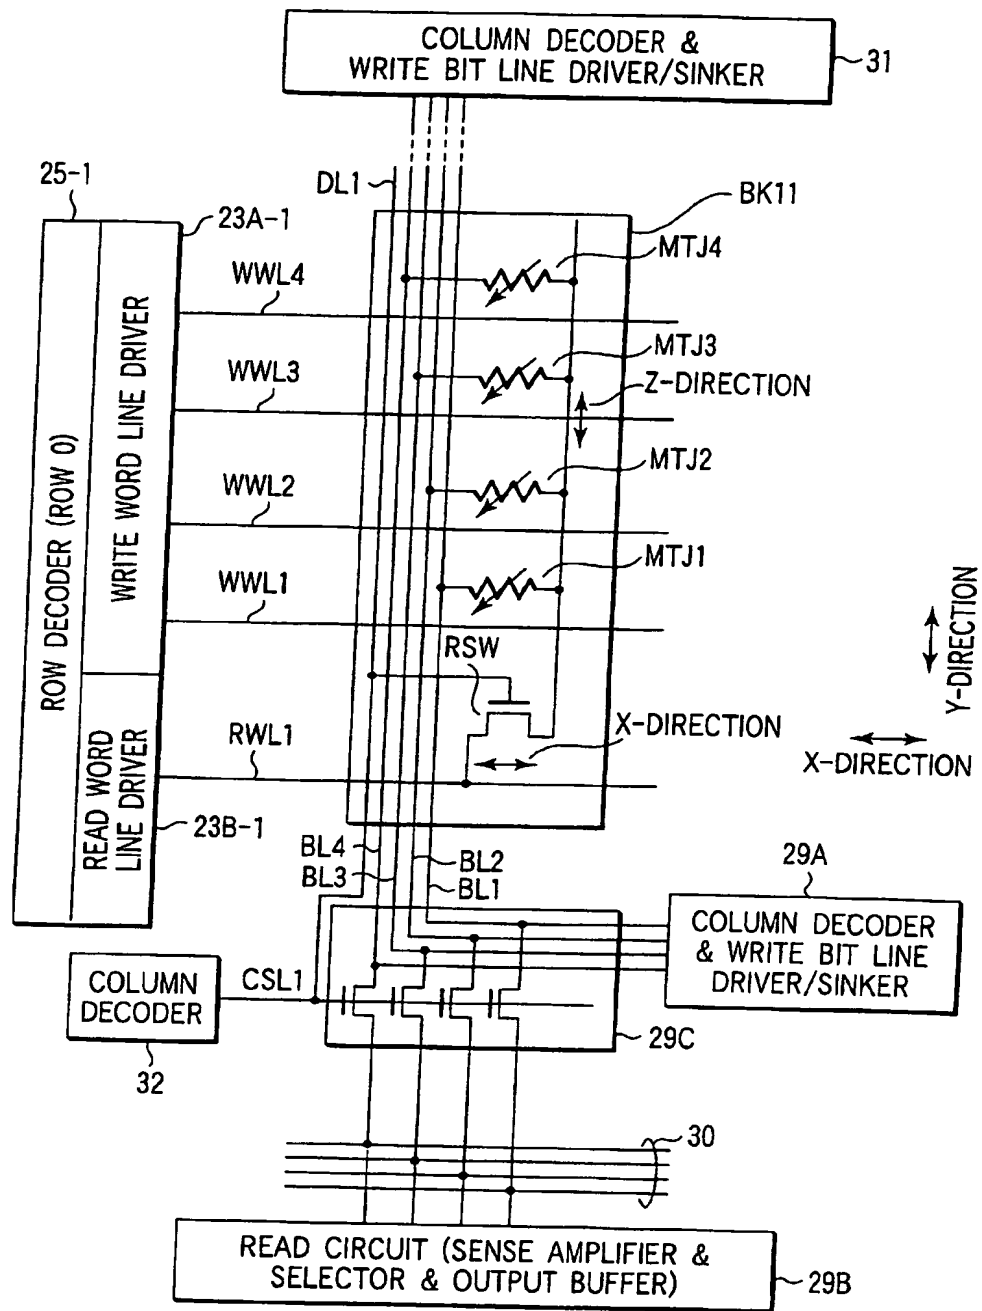 COLUMN DECODER &
WRITE BIT LINE DRIVER/SINKER
31
25-1
23A-1
DL1
BK11
ROW DECODER (ROW 0)
WRITE WORD LINE DRIVER
READ WORD
LINE DRIVER
23B-1
WWL4
MTJ4
WWL3
MTJ3
Z-DIRECTION
WWL2
MTJ2
WWL1
MTJ1
RSW
RWL1
X-DIRECTION
Y-DIRECTION
X-DIRECTION
BL4
BL3
BL2
BL1
29A
COLUMN DECODER
& WRITE BIT LINE
DRIVER/SINKER
COLUMN
DECODER
32
CSL1
29C
30
READ CIRCUIT (SENSE AMPLIFIER &
SELECTOR & OUTPUT BUFFER)
29B